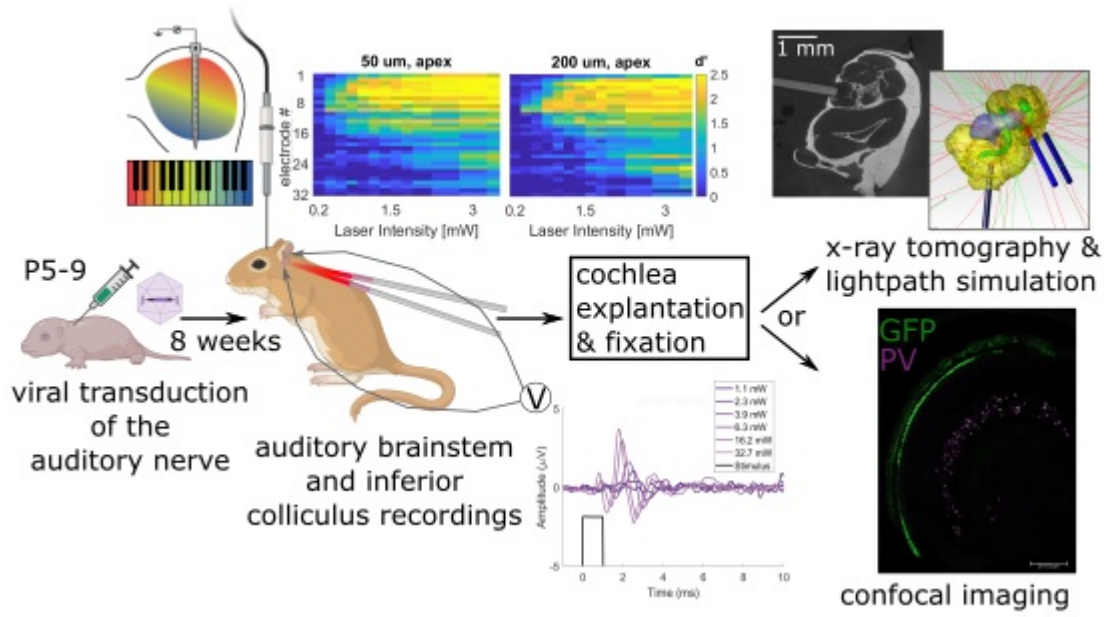 50 um, apex
200 um, apex
d'
electrode #
1
8
16
24
32
0.2
1.5
3
Laser Intensity [mW]
0.2
1.5
3
Laser Intensity [mW]
2.5
2
1.5
1
0.5
0
1 mm
x-ray tomography &
lightpath simulation
P5-9
8 weeks
viral transduction
of the
auditory nerve
auditory brainstem
and inferior
colliculus recordings
V
cochlea
explantation
& fixation
or
1.1 mW
2.3 mW
3.9 mW
6.3 mW
16.2 mW
32.7 mW
Stimulus
Amplitude (μV)
5
0
-5
0
2
4
6
8
10
Time (ms)
GFP
PV
confocal imaging